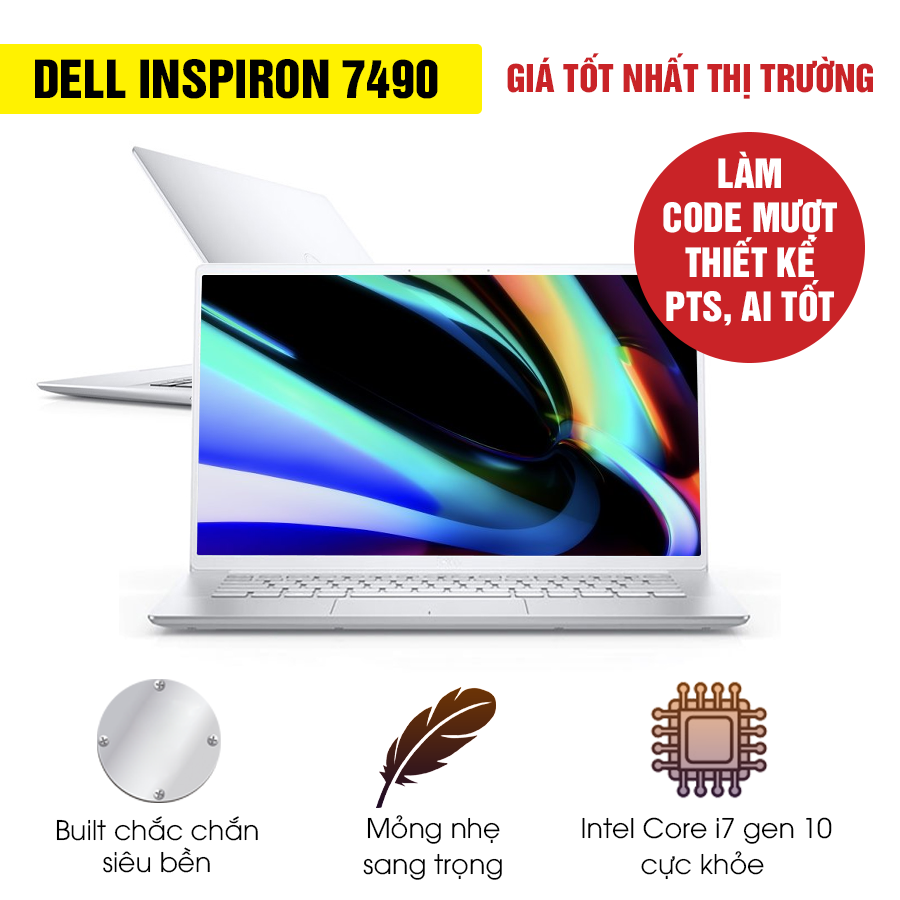 DELL INSPIRON 7490
GIÁ TỐT NHẤT THỊ TRƯỜNG
LÀM
CODE MƯỢT
THIẾT KẾ
PTS, AI TỐT
Built chắc chắn
siêu bền
Mỏng nhẹ
sang trọng
Intel Core i7 gen 10
cực khỏe